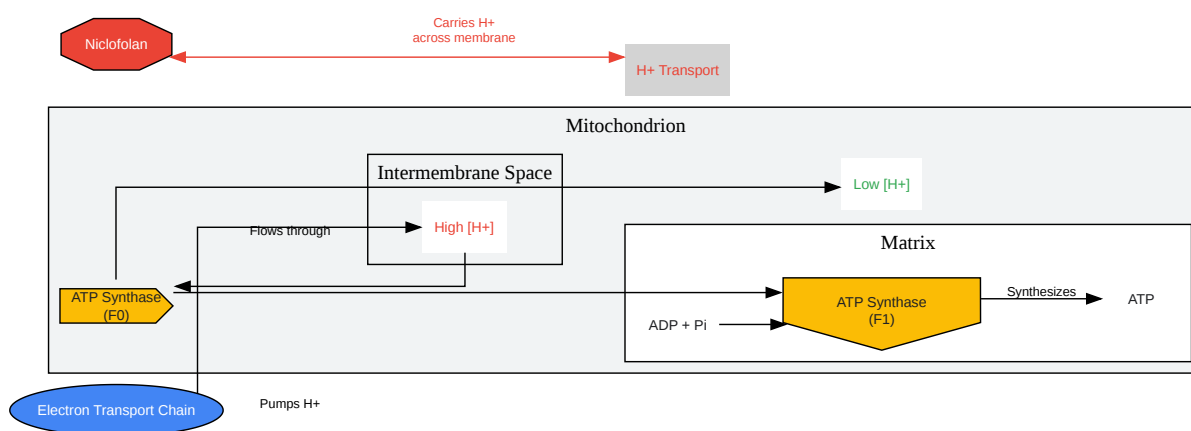 Carries H+
across membrane
Niclofolan
H+ Transport
Mitochondrion
Intermembrane Space
Low [H+]
High [H+]
Flows through
Matrix
ATP Synthase
(F0)
ATP Synthase
(F1)
Synthesizes
ATP
ADP + Pi
Electron Transport Chain
Pumps H+